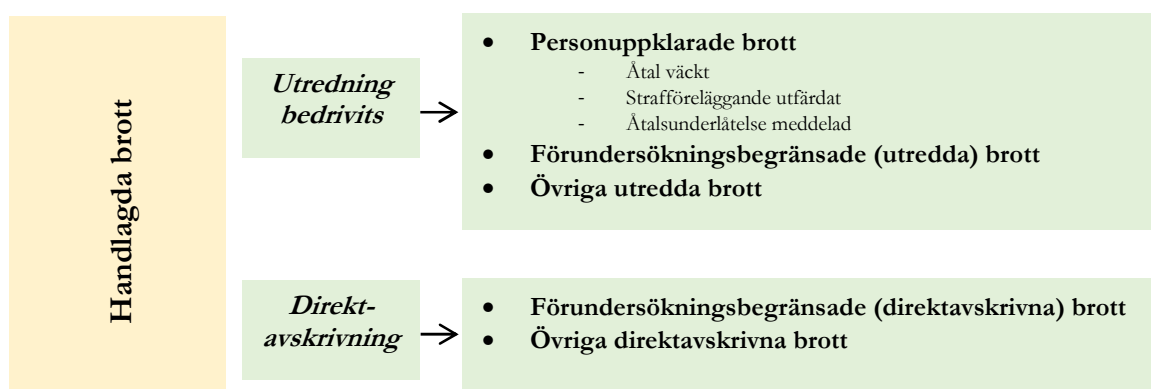 Handlagda brott
Utredning
bedrivits
• Personuppklarade brott
- Åtal väckt
- Strafföreläggande utfärdat
- Åtalsunderlåtelse meddelad
• Förundersökningsbegränsade (utredda) brott
• Övriga utredda brott
Direkt-
avskrivning
• Förundersökningsbegränsade (direktavskrivna) brott
• Övriga direktavskrivna brott